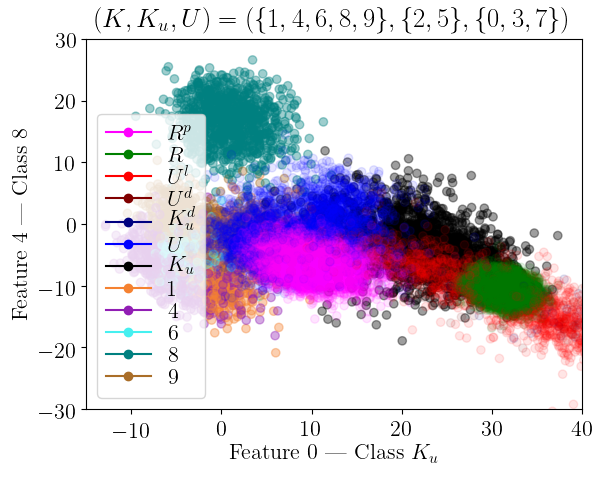 (K, K_u, U) = ({1, 4, 6, 8, 9}, {2, 5}, {0, 3, 7})
Feature 4 — Class 8
30
20
10
0
−10
−20
−30
R^p
R
U^l
U^d
K_u^d
U
K_u
1
4
6
8
9
−10 0 10 20 30 40
Feature 0 — Class K_u